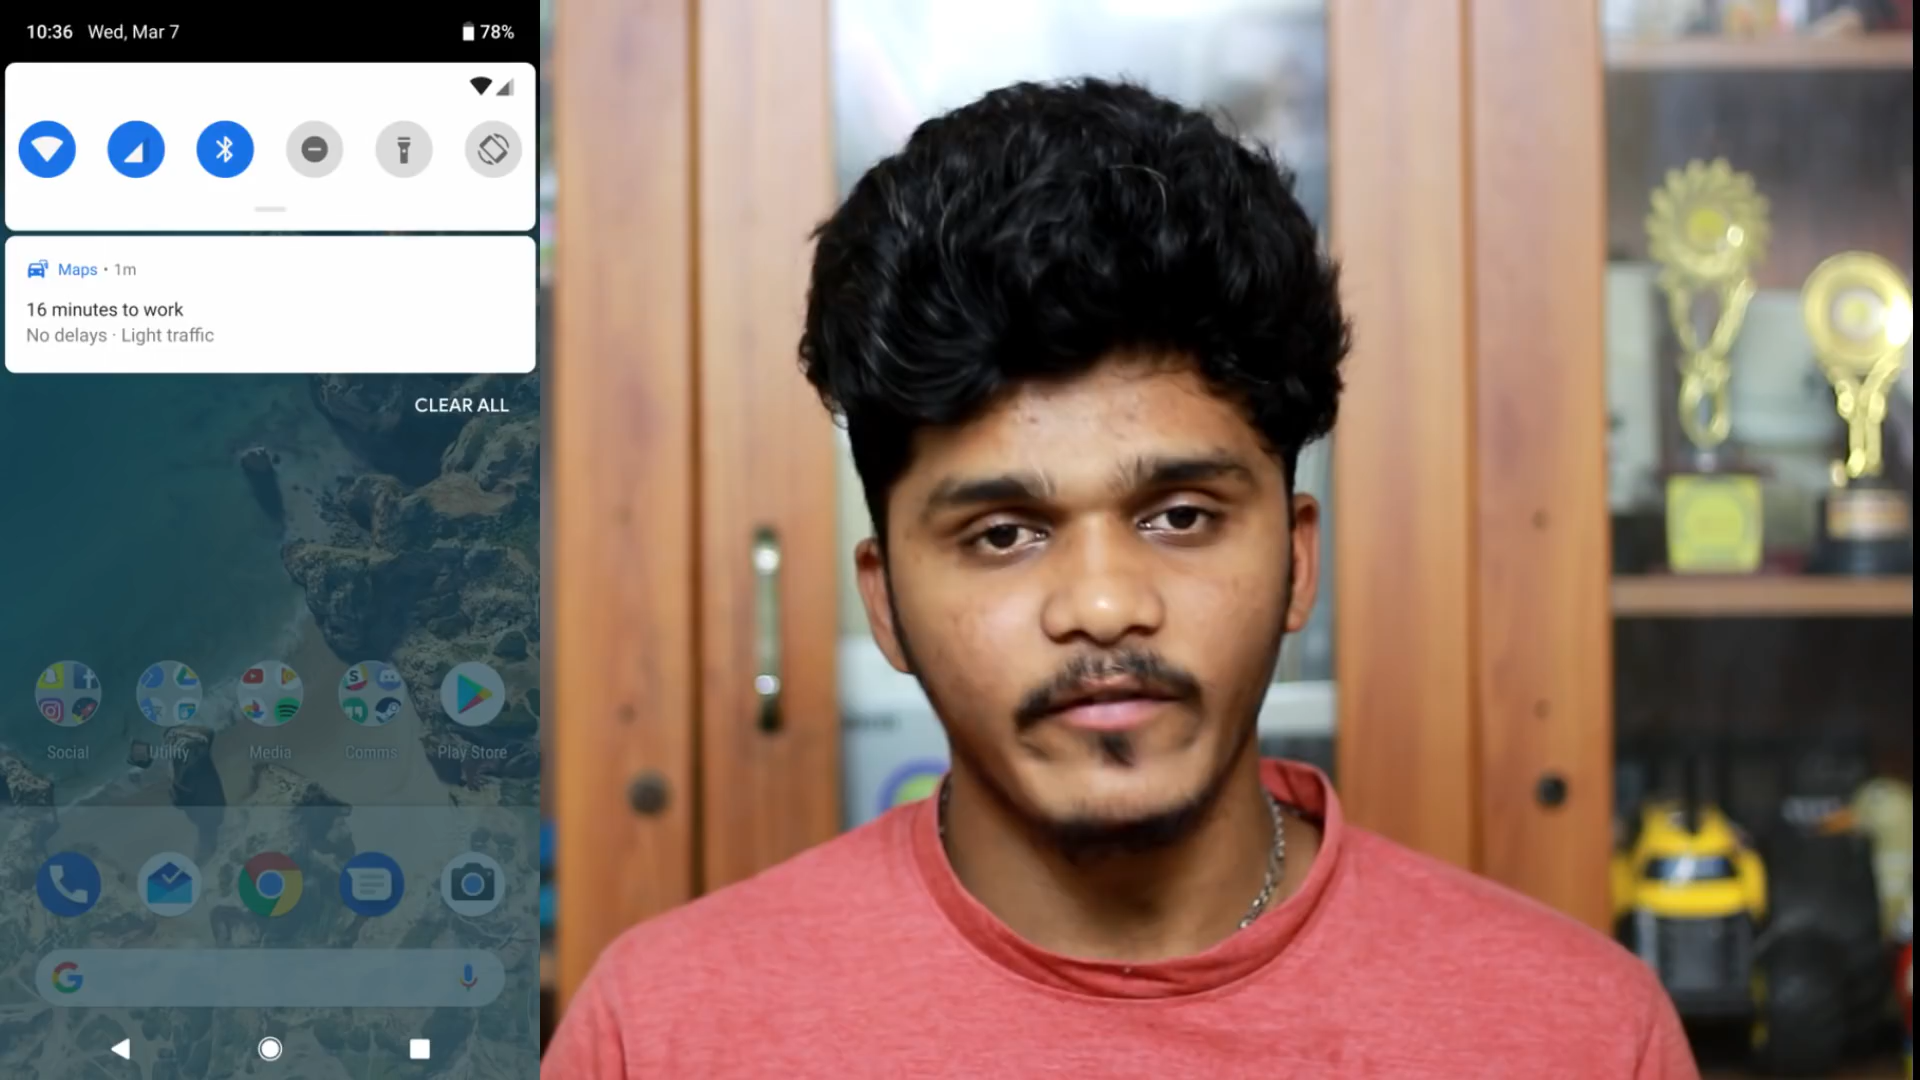 10:36 Wed, Mar 7
78%
Maps • 1m
16 minutes to work
No delays · Light traffic
CLEAR ALL
Social
Utility
Media
Comms
Play Store